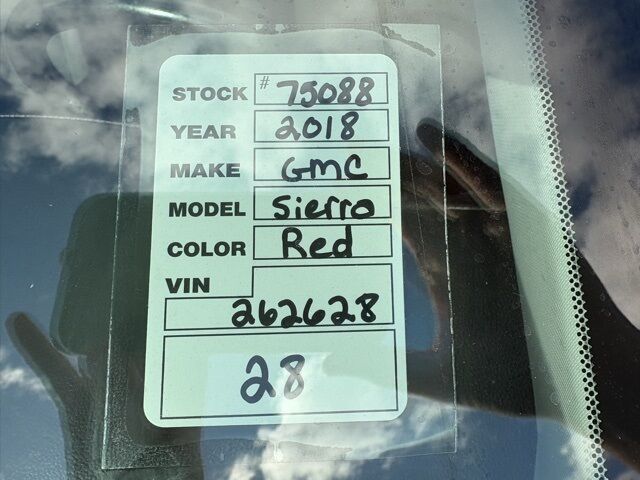 STOCK # 75088
YEAR 2018
MAKE GMC
MODEL Sierro
COLOR Red
VIN
262628
28